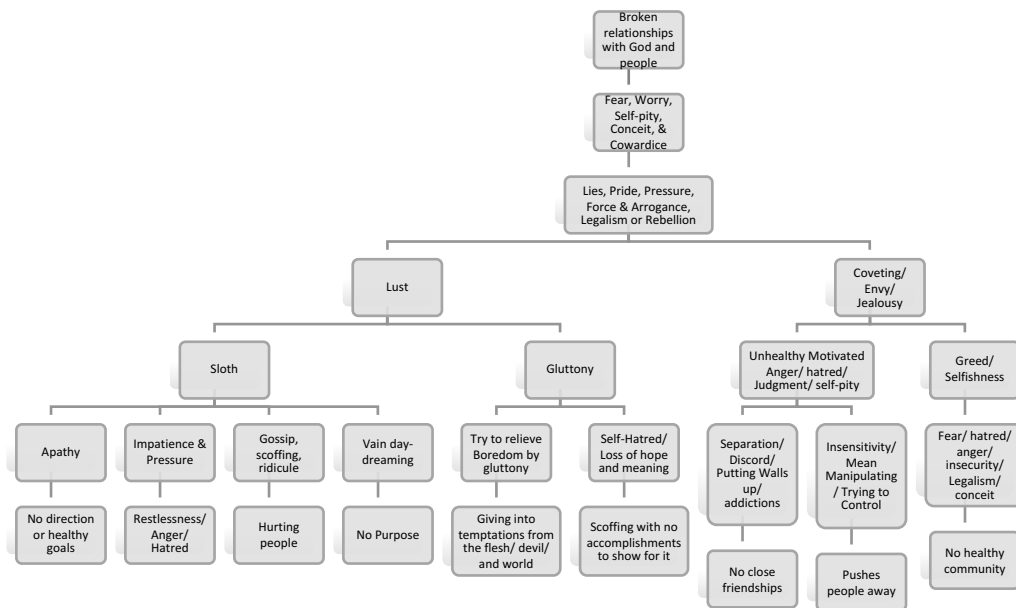 Broken
relationships
with God and
people
Fear, Worry,
Self-pity,
Conceit, &
Cowardice
Lies, Pride, Pressure,
Force & Arrogance,
Legalism or Rebellion
Lust
Coveting/
Envy/
Jealousy
Sloth
Gluttony
Unhealthy Motivated
Anger/ hatred/
Judgment/ self-pity
Greed/
Selfishness
Apathy
Impatience &
Pressure
Gossip,
scoffing,
ridicule
Vain day-
dreaming
Try to relieve
Boredom by
gluttony
Self-Hatred/
Loss of hope
and meaning
Separation/
Discord/
Putting Walls
up/
addictions
Insensitivity/
Mean
Manipulating
/ Trying to
Control
Fear/ hatred/
anger/
insecurity/
Legalism/
conceit
No direction
or healthy
goals
Restlessness/
Anger/
Hatred
Hurting
people
No Purpose
Giving into
temptations from
the flesh/ devil/
and world
Scoffing with no
accomplishments
to show for it
No close
friendships
Pushes
people away
No healthy
community